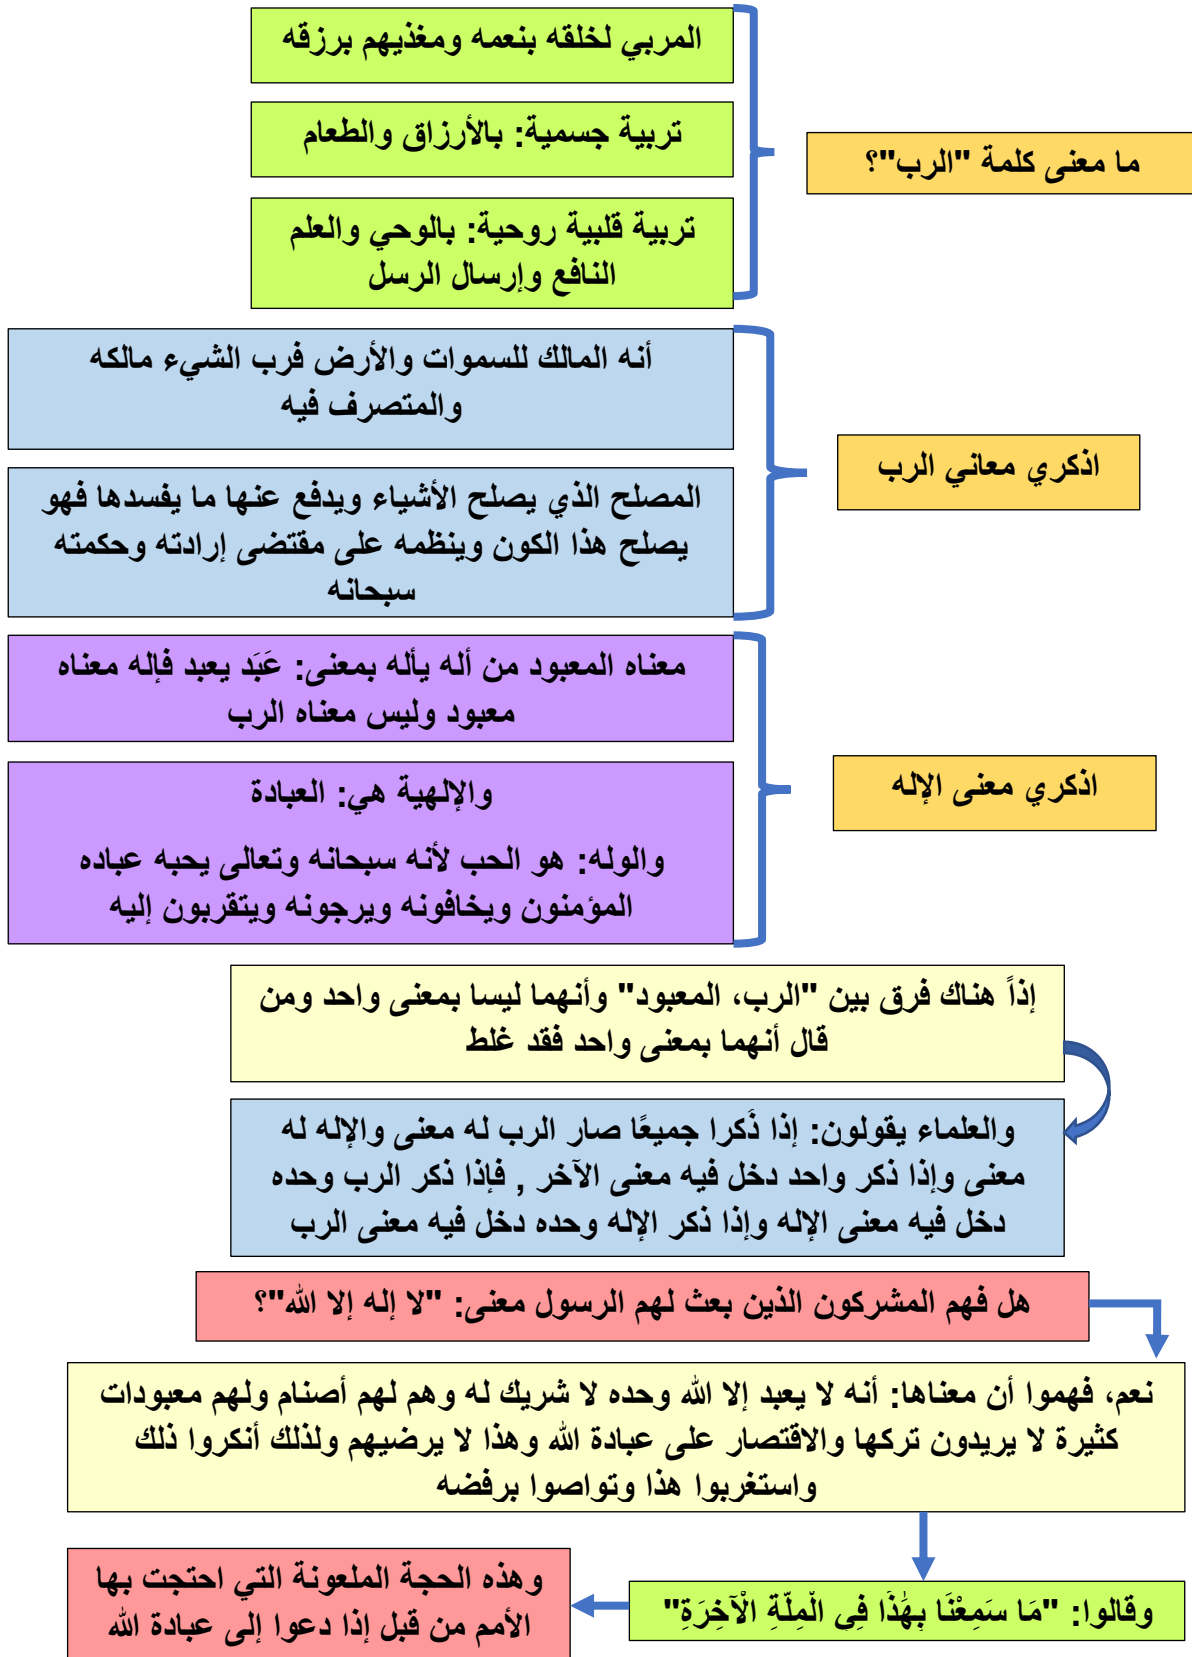 ما معنى كلمة "الرب"؟
المربي لخلقه بنعمه ومغذيهم برزقه
تربية جسمية: بالأرزاق والطعام
تربية قلبية روحية: بالوحي والعلم
النافع وإرسال الرسل
اذكري معاني الرب
أنه المالك للسموات والأرض فرب الشيء مالكه
والمتصرف فيه
المصلح الذي يصلح الأشياء ويدفع عنها ما يفسدها فهو
يصلح هذا الكون وينظمه على مقتضى إرادته وحكمته
سبحانه
اذكري معنى الإله
معناه المعبود من أله يأله بمعنى: عَبَد يعبد فإله معناه
معبود وليس معناه الرب
والإلهية هي: العبادة
والوله: هو الحب لأنه سبحانه وتعالى يحبه عباده
المؤمنون ويخافونه ويرجونه ويتقربون إليه
إذاً هناك فرق بين "الرب، المعبود" وأنهما ليسا بمعنى واحد ومن
قال أنهما بمعنى واحد فقد غلط
والعلماء يقولون: إذا ذُكرا جميعًا صار الرب له معنى والإله له
معنى وإذا ذكر واحد دخل فيه معنى الآخر , فإذا ذكر الرب وحده
دخل فيه معنى الإله وإذا ذكر الإله وحده دخل فيه معنى الرب
هل فهم المشركون الذين بعث لهم الرسول معنى: "لا إله إلا الله"؟
نعم، فهموا أن معناها: أنه لا يعبد إلا الله وحده لا شريك له وهم لهم أصنام ولهم معبودات
كثيرة لا يريدون تركها والاقتصار على عبادة الله وهذا لا يرضيهم ولذلك أنكروا ذلك
واستغربوا هذا وتواصوا برفضه
وقالوا: "مَا سَمِعْنَا بِهَٰذَا فِي الْمِلَّةِ الْآخِرَةِ"
وهذه الحجة الملعونة التي احتجت بها
الأمم من قبل إذا دعوا إلى عبادة الله